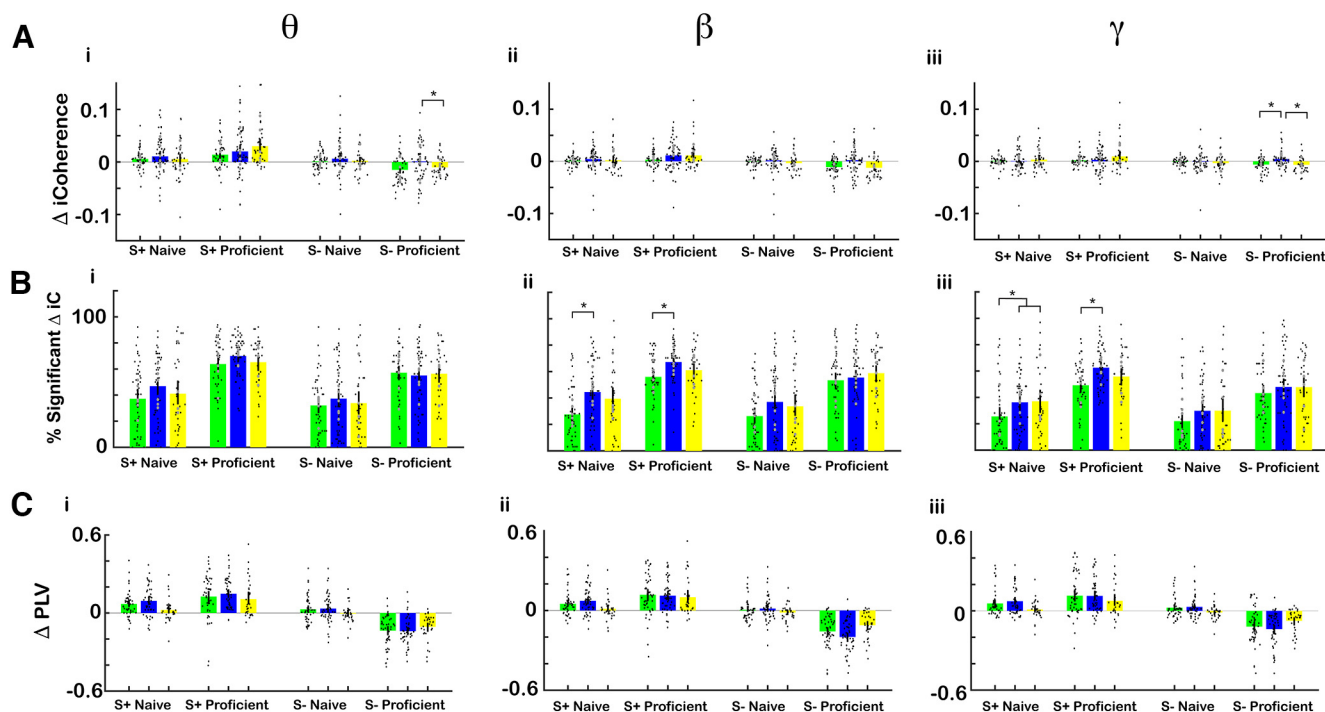 θ β γ
A
i ii iii
Δ iCoherence
0.1 0.1 0.1
*
* *
0 0 0
-0.1 -0.1 -0.1
S+ Naive S+ Proficient S- Naive S- Proficient
S+ Naive S+ Proficient S- Naive S- Proficient
S+ Naive S+ Proficient S- Naive S- Proficient
B
i ii iii
% Significant Δ iC
100
* *
* *
0
S+ Naive S+ Proficient S- Naive S- Proficient
S+ Naive S+ Proficient S- Naive S- Proficient
S+ Naive S+ Proficient S- Naive S- Proficient
C
i ii iii
Δ PLV
0.6 0.6 0.6
0 0 0
-0.6 -0.6 -0.6
S+ Naive S+ Proficient S- Naive S- Proficient
S+ Naive S+ Proficient S- Naive S- Proficient
S+ Naive S+ Proficient S- Naive S- Proficient